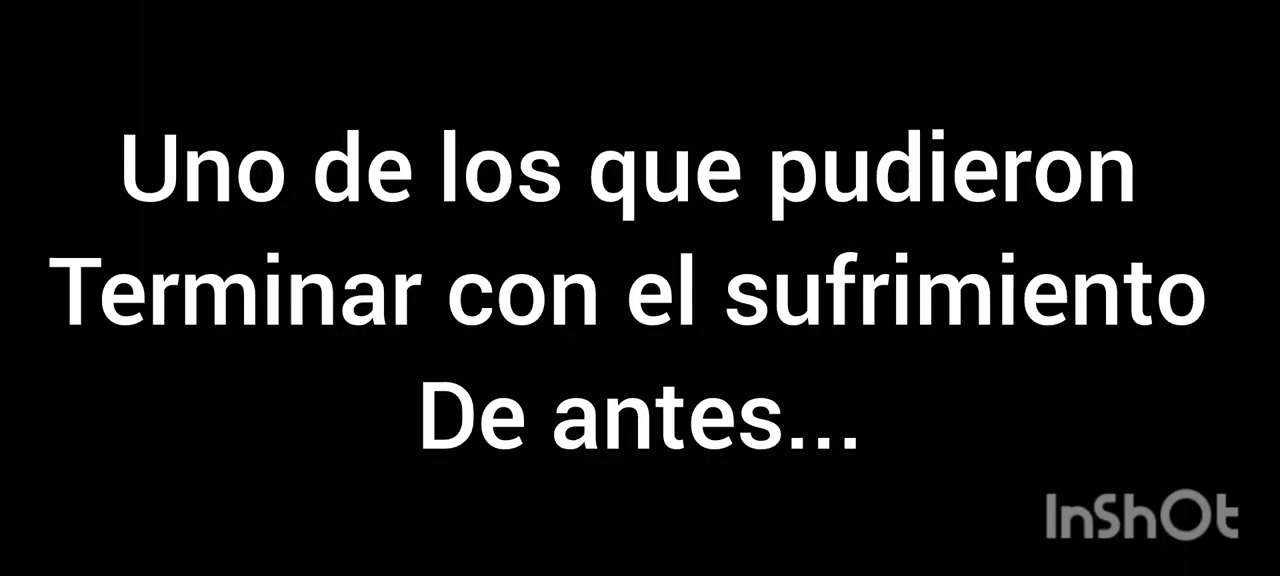 Uno de los que pudieron
Terminar con el sufrimiento
De antes...
InShOt